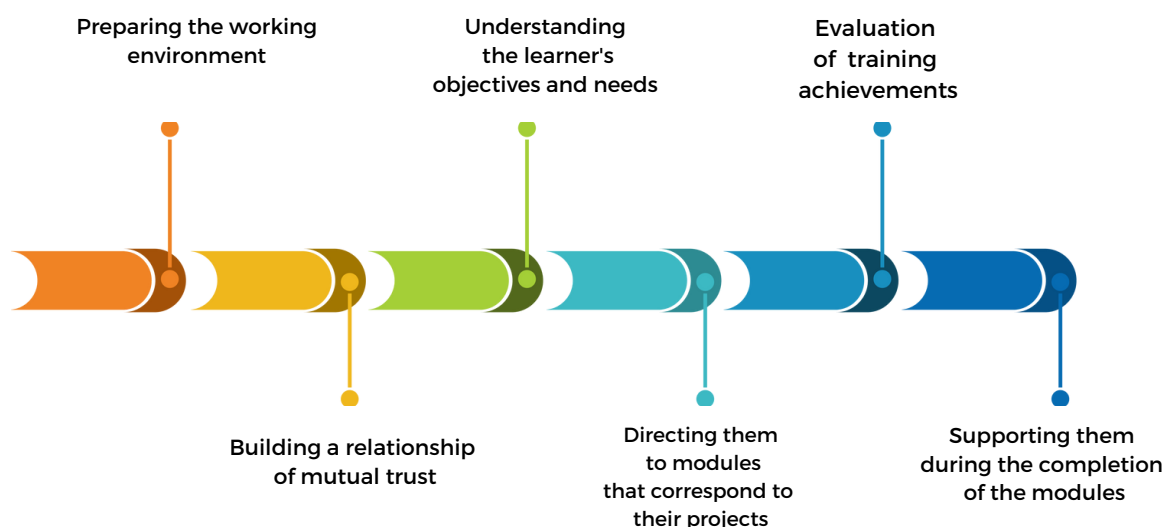 Preparing the working
environment
Building a relationship
of mutual trust
Understanding
the learner's
objectives and needs
Directing them
to modules
that correspond to
their projects
Evaluation
of training
achievements
Supporting them
during the completion
of the modules